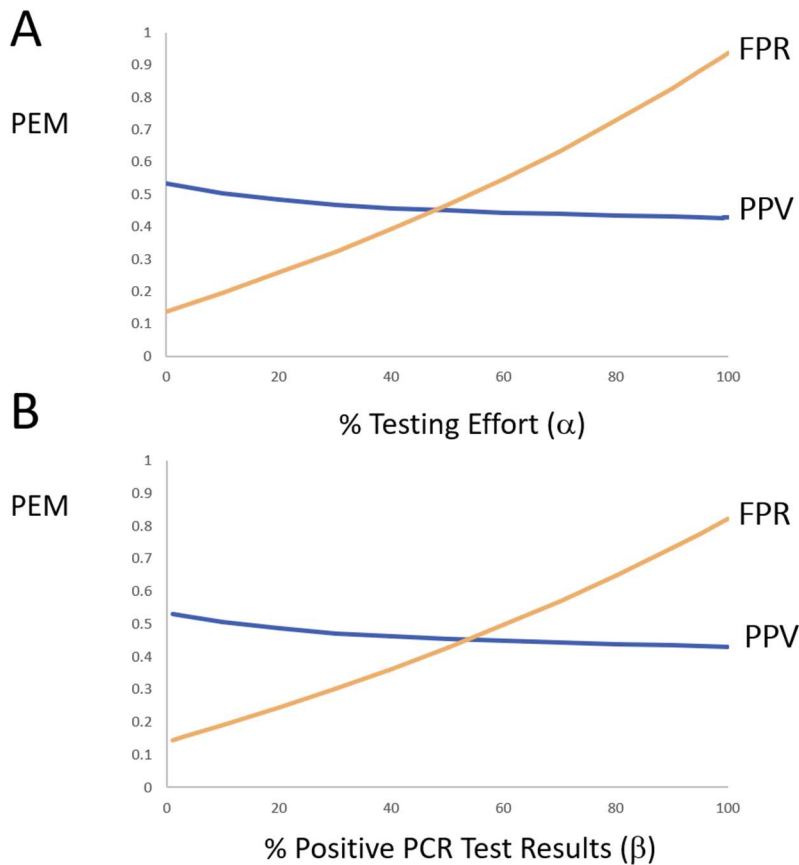 A
PEM
1
0.9
0.8
0.7
0.6
0.5
0.4
0.3
0.2
0.1
0
FPR
PPV
0 20 40 60 80 100
% Testing Effort (α)
B
PEM
1
0.9
0.8
0.7
0.6
0.5
0.4
0.3
0.2
0.1
0
FPR
PPV
0 20 40 60 80 100
% Positive PCR Test Results (β)